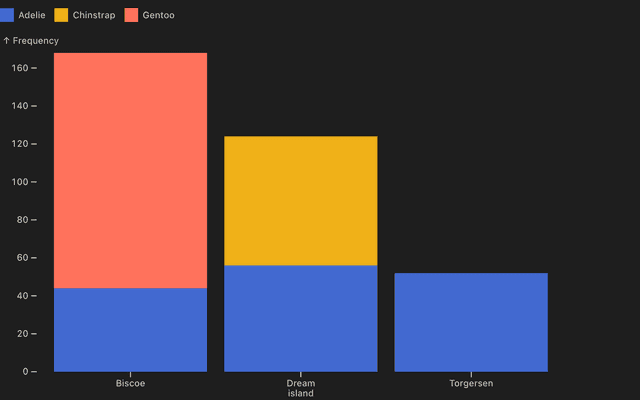 Adelie Chinstrap Gentoo
↑ Frequency
160
140
120
100
80
60
40
20
0
Biscoe Dream Torgersen
island